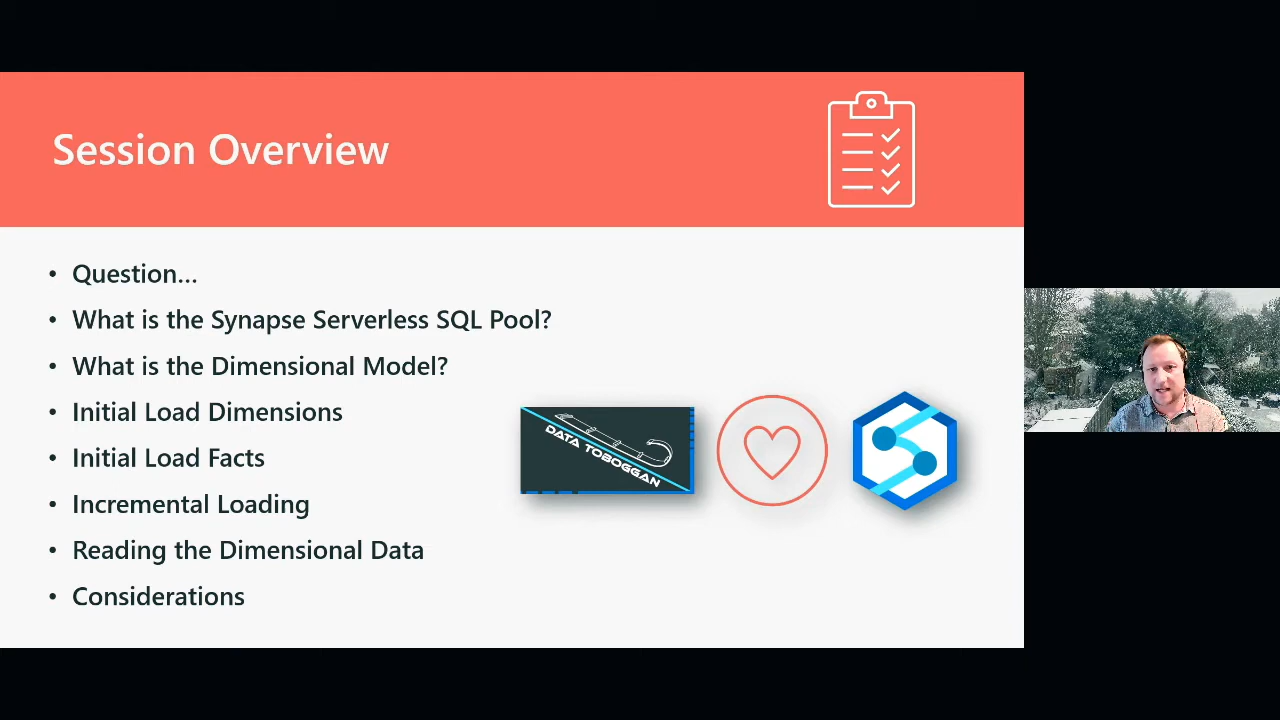 Session Overview
• Question...
• What is the Synapse Serverless SQL Pool?
• What is the Dimensional Model?
• Initial Load Dimensions
• Initial Load Facts
• Incremental Loading
• Reading the Dimensional Data
• Considerations
DATA TOBOGGAN